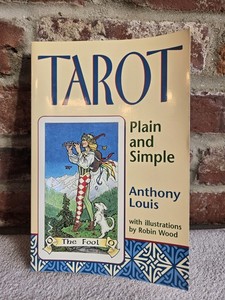 TAROT
Plain
and
Simple
Anthony
Louis
with illustrations
by Robin Wood
The Fool